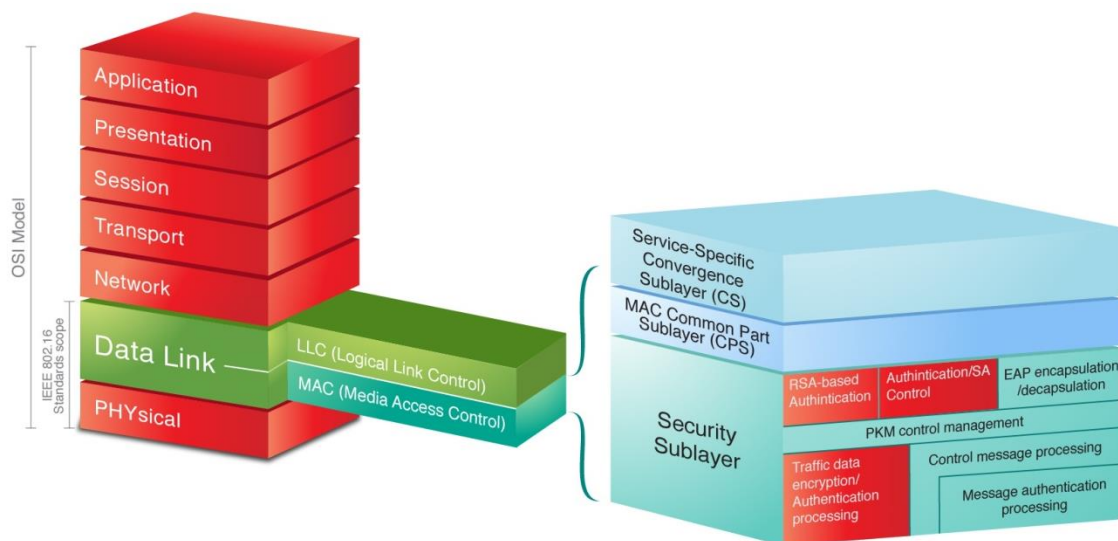 OSI Model
IEEE 802.16
Standards scope
Application
Presentation
Session
Transport
Network
Data Link
PHYsical
LLC (Logical Link Control)
MAC (Media Access Control)
Service-Specific
Convergence
Sublayer (CS)
MAC Common Part
Sublayer (CPS)
Security
Sublayer
RSA-based
Authintication
Authintication/SA
Control
EAP encapsulation
/decapsulation
PKM control management
Traffic data
encryption/
Authentication
processing
Control message processing
Message authentication
processing